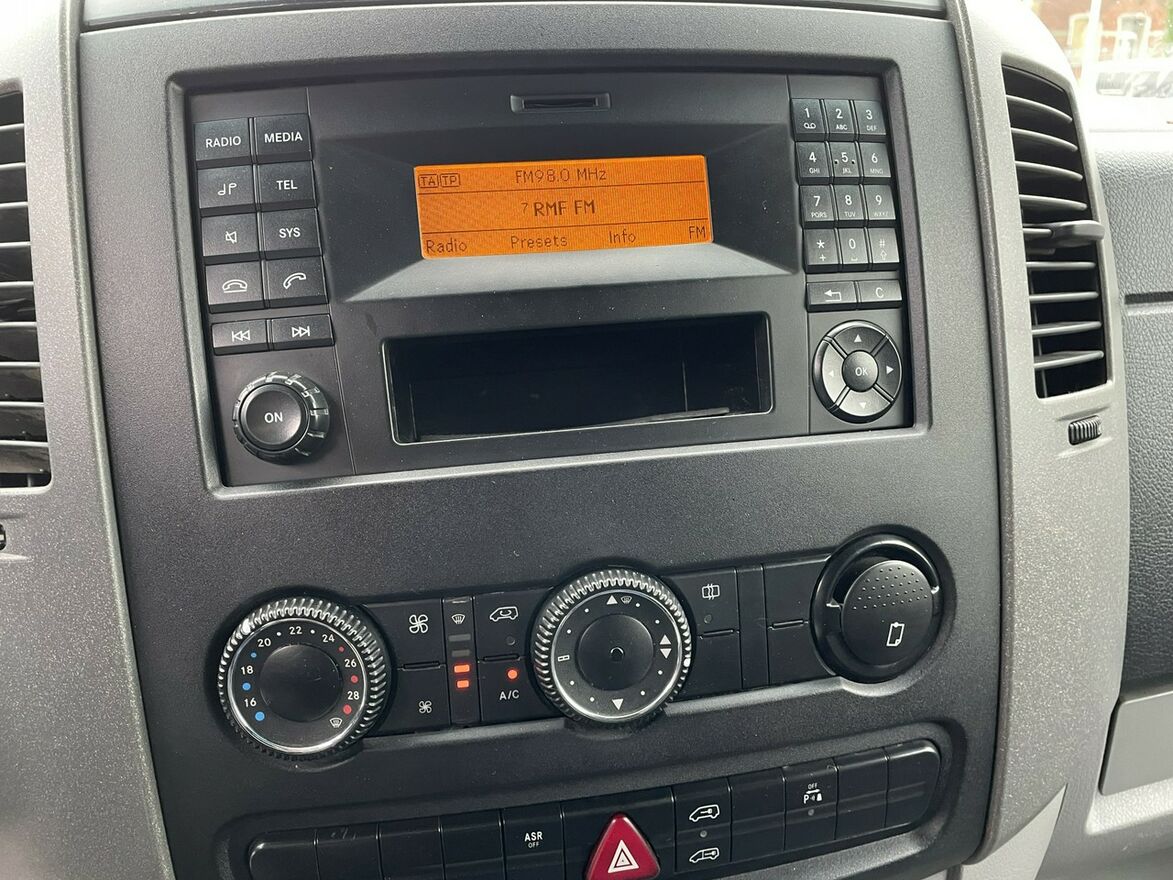 RADIO
MEDIA
TEL
SYS
ON
TA TP
FM98.0 MHz
7 RMF FM
Radio Presets Info FM
1
2 ABC
3 DEF
4 GHI
5 JKL
6 MNO
7 PQRS
8 TUV
9 WXYZ
*
+
0
#
C
OK
16 18 20 22 24 26 28
A/C
ASR
OFF
OFF
P